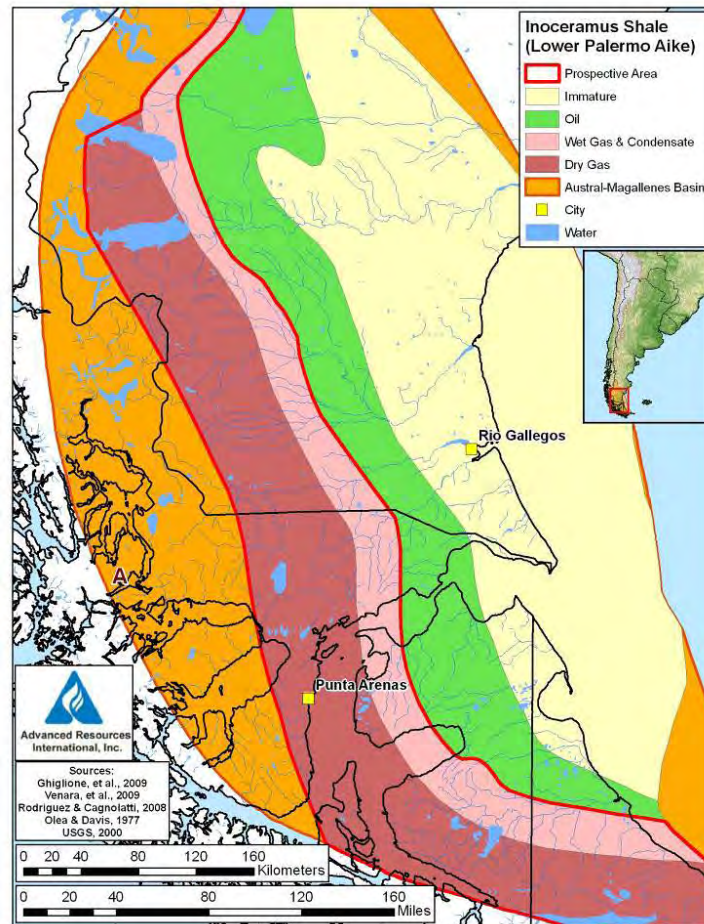 Inoceramus Shale
(Lower Palermo Aike)
Prospective Area
Immature
Oil
Wet Gas & Condensate
Dry Gas
Austral-Magallenes Basin
City
Water
Rio Gallegos
A
Punta Arenas
Advanced Resources
International, Inc.
Sources:
Ghiglione, et al., 2009
Venara, et al., 2009
Rodriguez & Cagnolatti, 2008
Olea & Davis, 1977
USGS, 2000
0 20 40 80 120 160
Kilometers
0 20 40 80 120 160
Miles